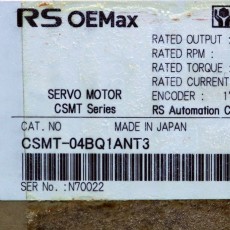 RS OEMax
RATED OUTPUT :
RATED RPM :
RATED TORQUE :
RATED CURRENT
SERVO MOTOR
ENCODER :
CSMT Series
RS Automation C
CAT. NO MADE IN JAPAN
CSMT-04BQ1ANT3
SER No. :N70022